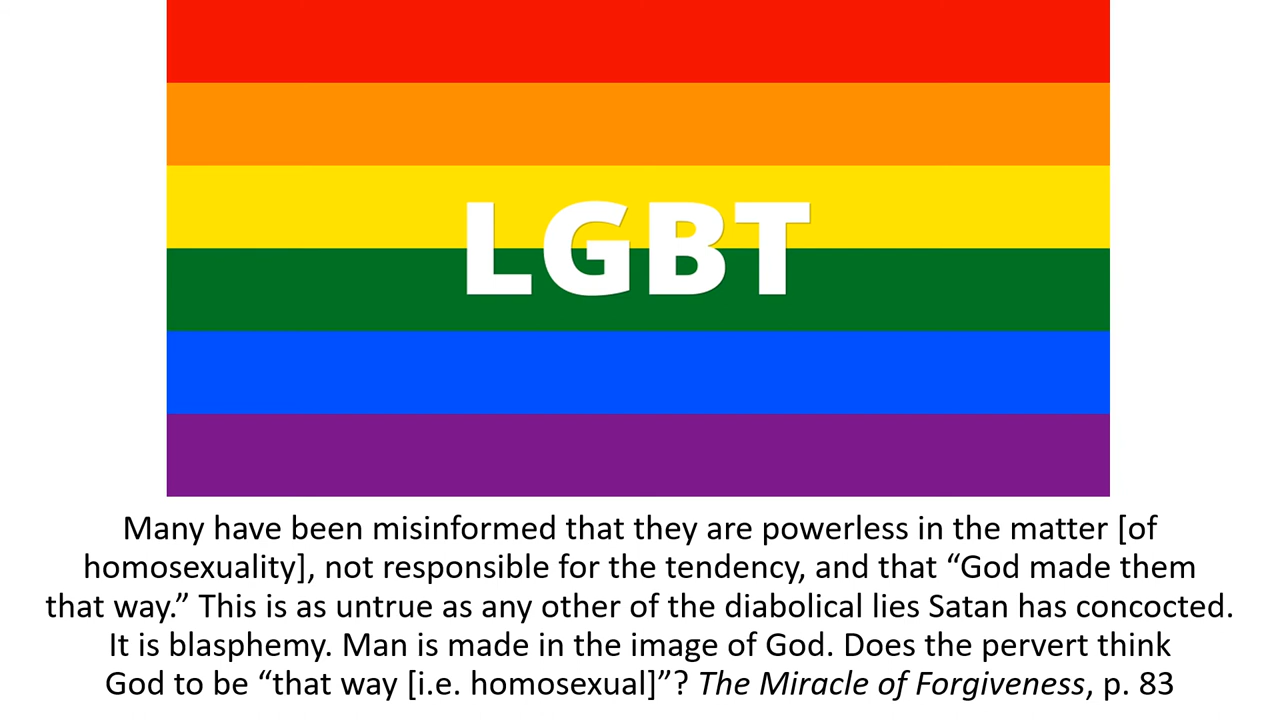 LGBT
Many have been misinformed that they are powerless in the matter [of
homosexuality], not responsible for the tendency, and that “God made them
that way.” This is as untrue as any other of the diabolical lies Satan has concocted.
It is blasphemy. Man is made in the image of God. Does the pervert think
God to be “that way [i.e. homosexual]”? The Miracle of Forgiveness, p. 83